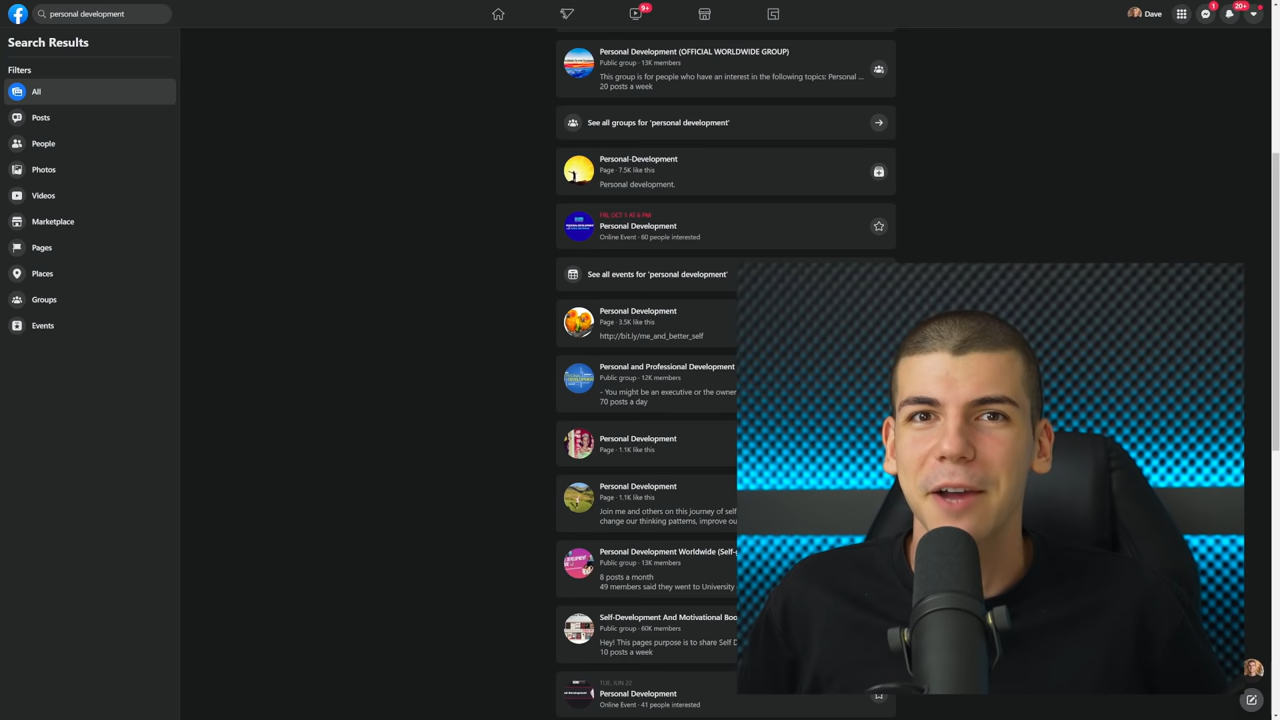 personal development
9+
Dave
1
20+
Search Results
Filters
All
Posts
People
Photos
Videos
Marketplace
Pages
Places
Groups
Events
Personal Development (OFFICIAL WORLDWIDE GROUP)
Public group · 13K members
This group is for people who have an interest in the following topics: Personal ...
20 posts a week
See all groups for 'personal development'
Personal-Development
Page · 7.5K like this
Personal development.
FRI, OCT 1 AT 6 PM
Personal Development
Online Event · 60 people interested
See all events for 'personal development'
Personal Development
Page · 3.5K like this
http://bit.ly/me_and_better_self
Personal and Professional Development
Public group · 12K members
- You might be an executive or the owner
70 posts a day
Personal Development
Page · 1.1K like this
Personal Development
Page · 1.1K like this
Join me and others on this journey of self
change our thinking patterns, improve ou
Personal Development Worldwide (Self-
Public group · 13K members
8 posts a month
49 members said they went to University
Self-Development And Motivational Boo
Public group · 60K members
Hey! This pages purpose is to share Self D
10 posts a week
TUE, JUN 22
Personal Development
Online Event · 41 people interested